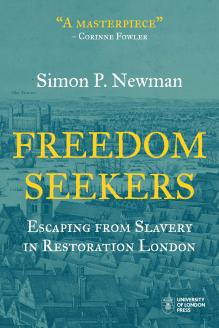 “A MASTERPIECE”
– CORINNE FOWLER
Simon P. Newman
FREEDOM
SEEKERS
ESCAPING FROM SLAVERY
IN RESTORATION LONDON
UNIVERSITY
OF LONDON
PRESS